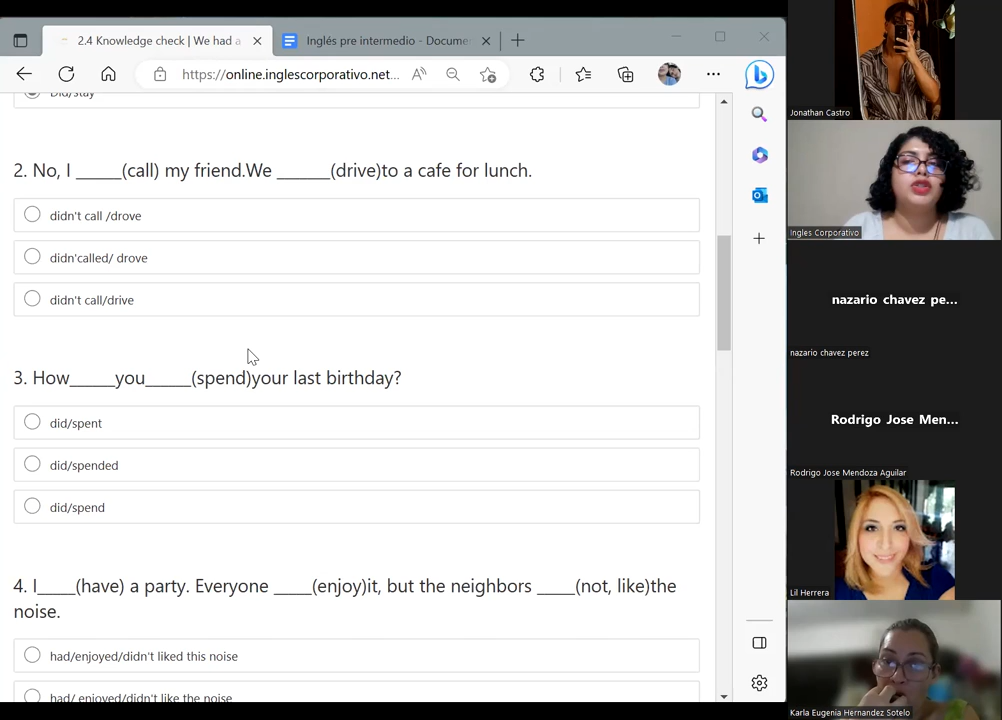 2.4 Knowledge check | We had a
Inglés pre intermedio - Docume
https://online.inglescorporativo.net...
Did/stay
2. No, I _____(call) my friend.We ______(drive)to a cafe for lunch.
didn't call /drove
didn'called/ drove
didn't call/drive
3. How_____you_____(spend)your last birthday?
did/spent
did/spended
did/spend
4. I____(have) a party. Everyone ____(enjoy)it, but the neighbors ____(not, like)the
noise.
had/enjoyed/didn't liked this noise
had/ enjoyed/didn't like the noise
Jonathan Castro
Ingles Corporativo
nazario chavez pe...
nazario chavez perez
Rodrigo Jose Men...
Rodrigo Jose Mendoza Aguilar
Lil Herrera
Karla Eugenia Hernandez Sotelo